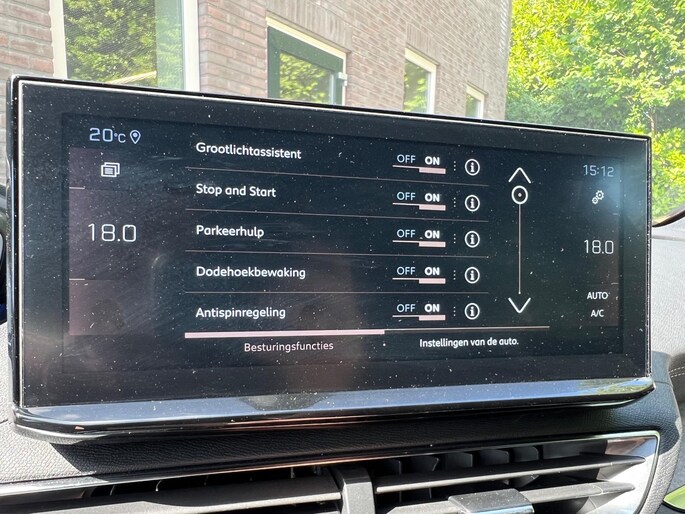 20°C
Grootlichtassistent OFF ON
15:12
Stop and Start OFF ON
18.0 Parkeerhulp OFF ON 18.0
Dodehoekbewaking OFF ON
AUTO
Antispinregeling OFF ON
A/C
Besturingsfuncties Instellingen van de auto.